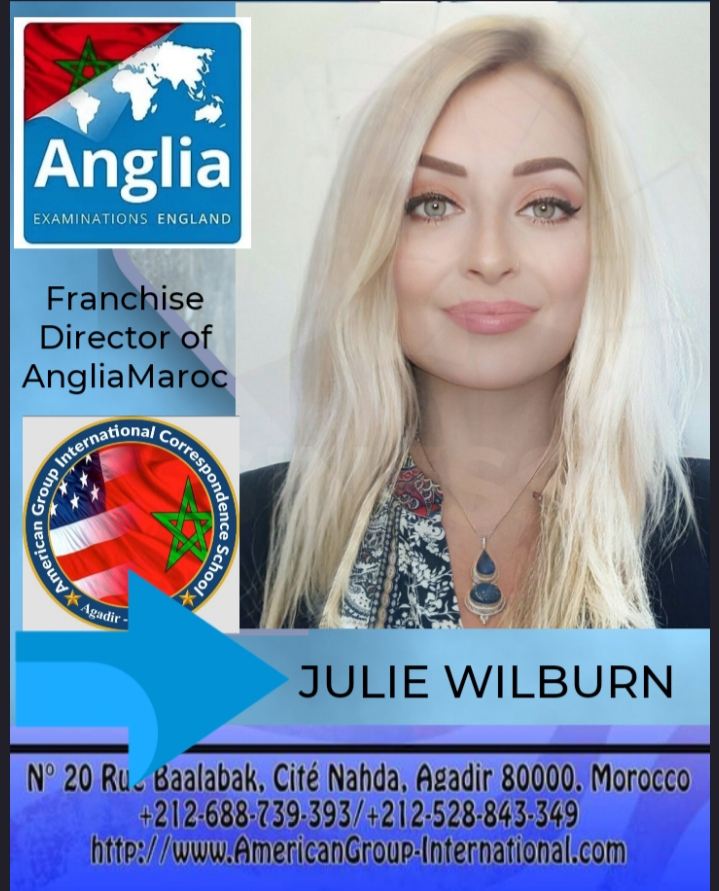 Anglia
EXAMINATIONS ENGLAND
Franchise
Director of
AngliaMaroc
American Group International Correspondence School
Agadir -
JULIE WILBURN
N° 20 Rue Baalabak, Cité Nahda, Agadir 80000. Morocco
+212-688-739-393/+212-528-843-349
http://www.AmericanGroup-International.com